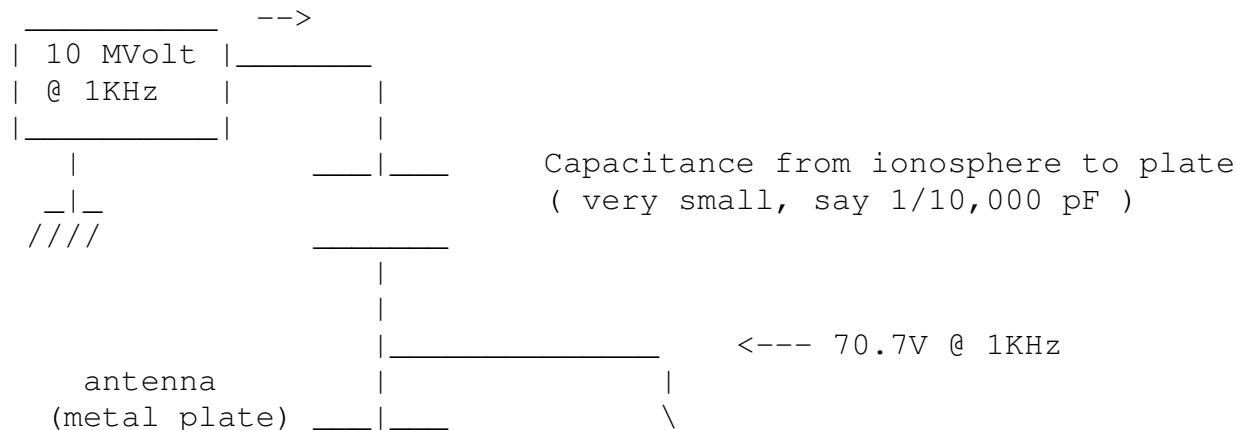 -->
10 MVolt
@ 1KHz
Capacitance from ionosphere to plate
( very small, say 1/10,000 pF )
////
<--- 70.7V @ 1KHz
antenna
(metal plate)